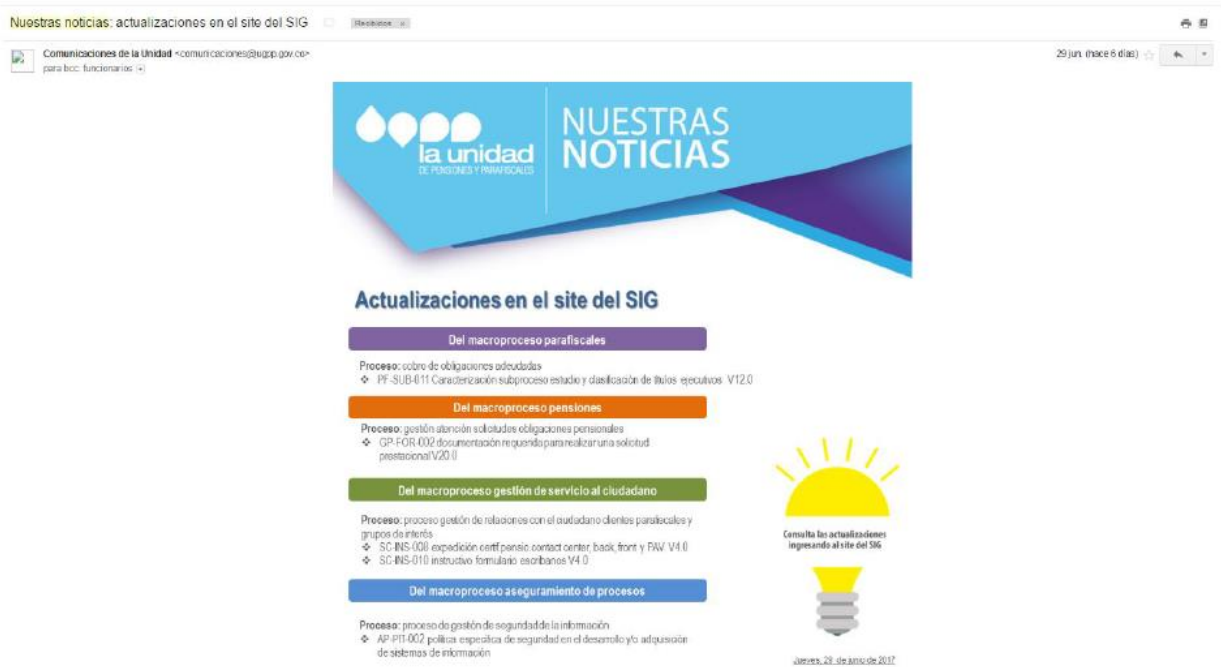 Nuestras noticias: actualizaciones en el site del SIG
Recibidos x
Comunicaciones de la Unidad <comunicaciones@ugpp.gov.co>
29 jun. (hace 6 días)
para bcc: funcionarios
la unidad
DE PENSIONES Y PARAFISCALES
NUESTRAS
NOTICIAS
Actualizaciones en el site del SIG
Del macroproceso parafiscales
Proceso: cobro de obligaciones adeudadas
❖ PF-SUB-011 Caracterización subproceso estudio y clasificación de títulos ejecutivos V12.0
Del macroproceso pensiones
Proceso: gestión atención solicitudes obligaciones pensionales
❖ GP-FOR-002 documentación requerida para realizar una solicitud
prestacional V20.0
Del macroproceso gestión de servicio al ciudadano
Proceso: proceso gestión de relaciones con el ciudadano clientes parafiscales y
grupos de interés
❖ SC-INS-008 expedición certf pensio contact center, back, front y PAV V4.0
❖ SC-INS-010 instructivo formulario escribanos V4.0
Del macroproceso aseguramiento de procesos
Proceso: proceso de gestión de seguridad de la información
❖ AP-PIT-002 política específica de seguridad en el desarrollo y/o adquisición
de sistemas de información
Consulta las actualizaciones
ingresando al site del SIG
Jueves, 29 de junio de 2017